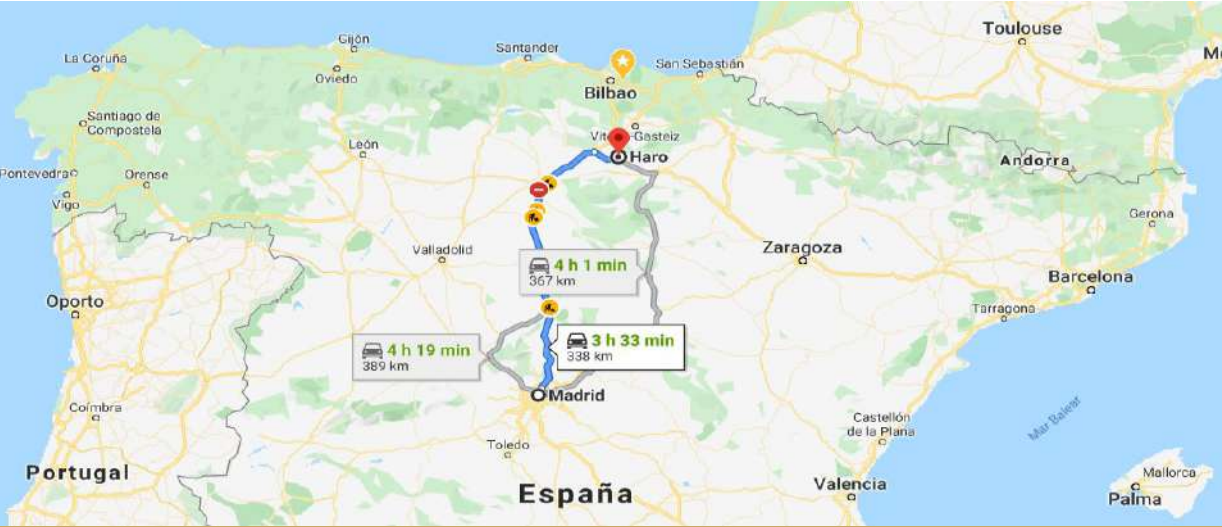 Toulouse
Gijón
La Coruña
Santander
San Sebastián
Oviedo
Bilbao
Santiago de
Compostela
León
Haro
Andorra
Pontevedra
Orense
Vigo
Gerona
Valladolid
Zaragoza
4 h 1 min
367 km
Barcelona
Oporto
Tarragona
4 h 19 min
389 km
3 h 33 min
338 km
Madrid
Coímbra
Castellón
de la Plana
Mar Balear
Toledo
Portugal
España
Valencia
Mallorca
Palma